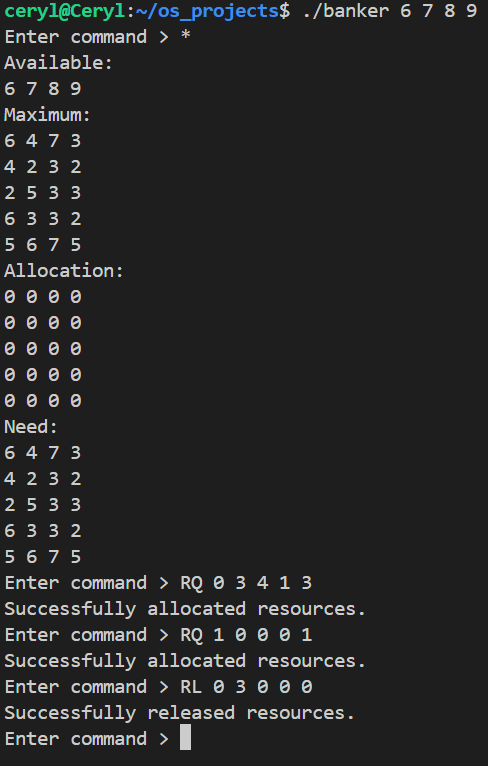 ceryl@Ceryl:~/os_projects$ ./banker 6 7 8 9
Enter command > *
Available:
6 7 8 9
Maximum:
6 4 7 3
4 2 3 2
2 5 3 3
6 3 3 2
5 6 7 5
Allocation:
0 0 0 0
0 0 0 0
0 0 0 0
0 0 0 0
0 0 0 0
Need:
6 4 7 3
4 2 3 2
2 5 3 3
6 3 3 2
5 6 7 5
Enter command > RQ 0 3 4 1 3
Successfully allocated resources.
Enter command > RQ 1 0 0 0 1
Successfully allocated resources.
Enter command > RL 0 3 0 0 0
Successfully released resources.
Enter command >